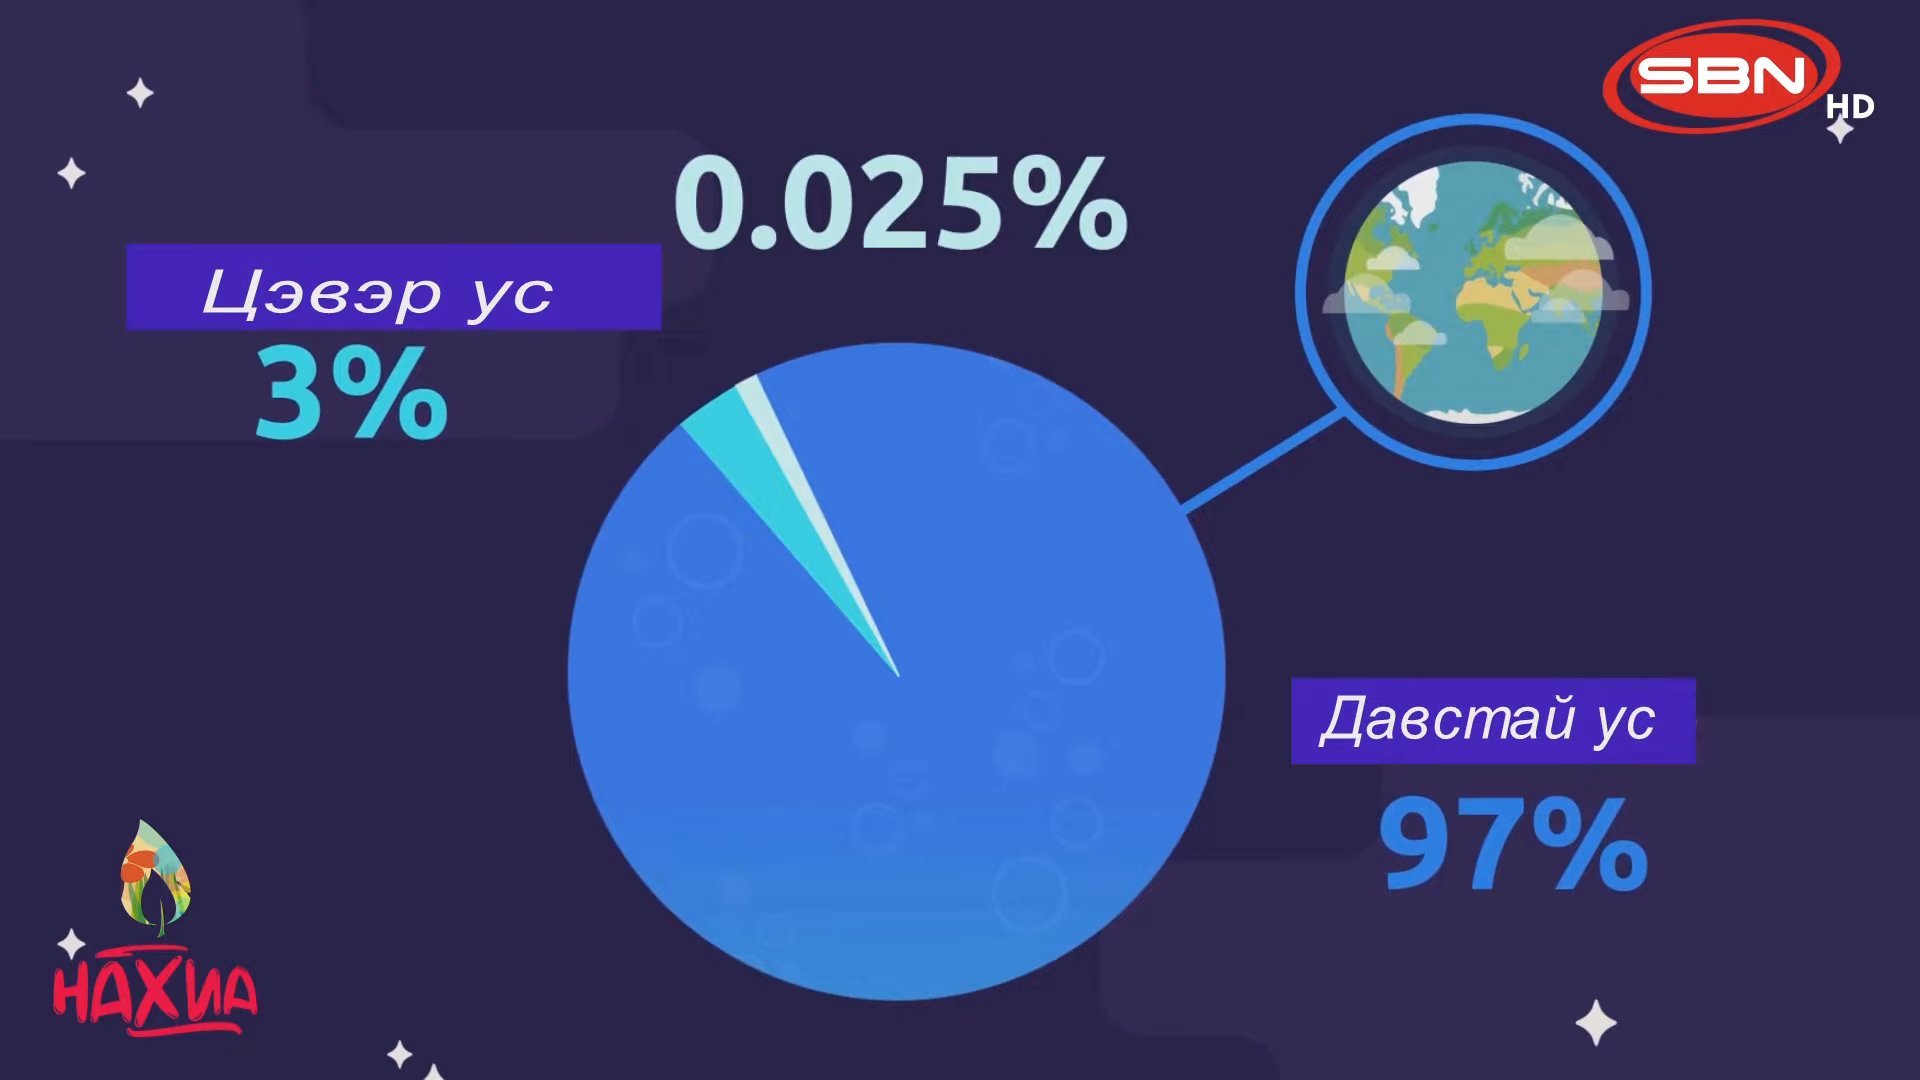 SBN
HD
0.025%
Цэвэр ус
3%
Давстай ус
97%
НАХИА